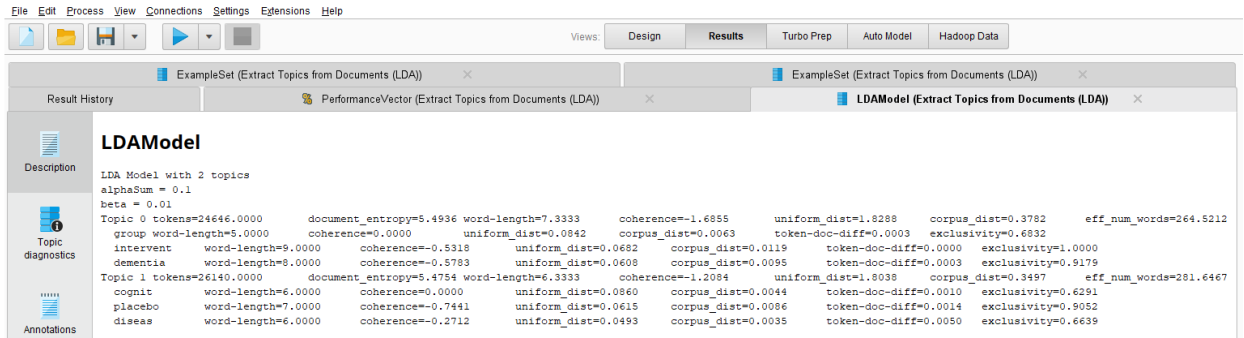 File Edit Process View Connections Settings Extensions Help
Views: Design Results Turbo Prep Auto Model Hadoop Data
ExampleSet (Extract Topics from Documents (LDA)) ExampleSet (Extract Topics from Documents (LDA))
Result History PerformanceVector (Extract Topics from Documents (LDA)) LDAModel (Extract Topics from Documents (LDA))
Description
Topic
diagnostics
Annotations
LDAModel
LDA Model with 2 topics
alphaSum = 0.1
beta = 0.01
Topic 0 tokens=24646.0000 document_entropy=5.4936 word-length=7.3333 coherence=-1.6855 uniform_dist=1.8288 corpus_dist=0.3782 eff_num_words=264.5212
group word-length=5.0000 coherence=0.0000 uniform_dist=0.0842 corpus_dist=0.0063 token-doc-diff=0.0003 exclusivity=0.6832
intervent word-length=9.0000 coherence=-0.5318 uniform_dist=0.0682 corpus_dist=0.0119 token-doc-diff=0.0000 exclusivity=1.0000
dementia word-length=8.0000 coherence=-0.5783 uniform_dist=0.0608 corpus_dist=0.0095 token-doc-diff=0.0003 exclusivity=0.9179
Topic 1 tokens=26140.0000 document_entropy=5.4754 word-length=6.3333 coherence=-1.2084 uniform_dist=1.8038 corpus_dist=0.3497 eff_num_words=281.6467
cognit word-length=6.0000 coherence=0.0000 uniform_dist=0.0860 corpus_dist=0.0044 token-doc-diff=0.0010 exclusivity=0.6291
placebo word-length=7.0000 coherence=-0.7441 uniform_dist=0.0615 corpus_dist=0.0086 token-doc-diff=0.0014 exclusivity=0.9052
diseas word-length=6.0000 coherence=-0.2712 uniform_dist=0.0493 corpus_dist=0.0035 token-doc-diff=0.0050 exclusivity=0.6639